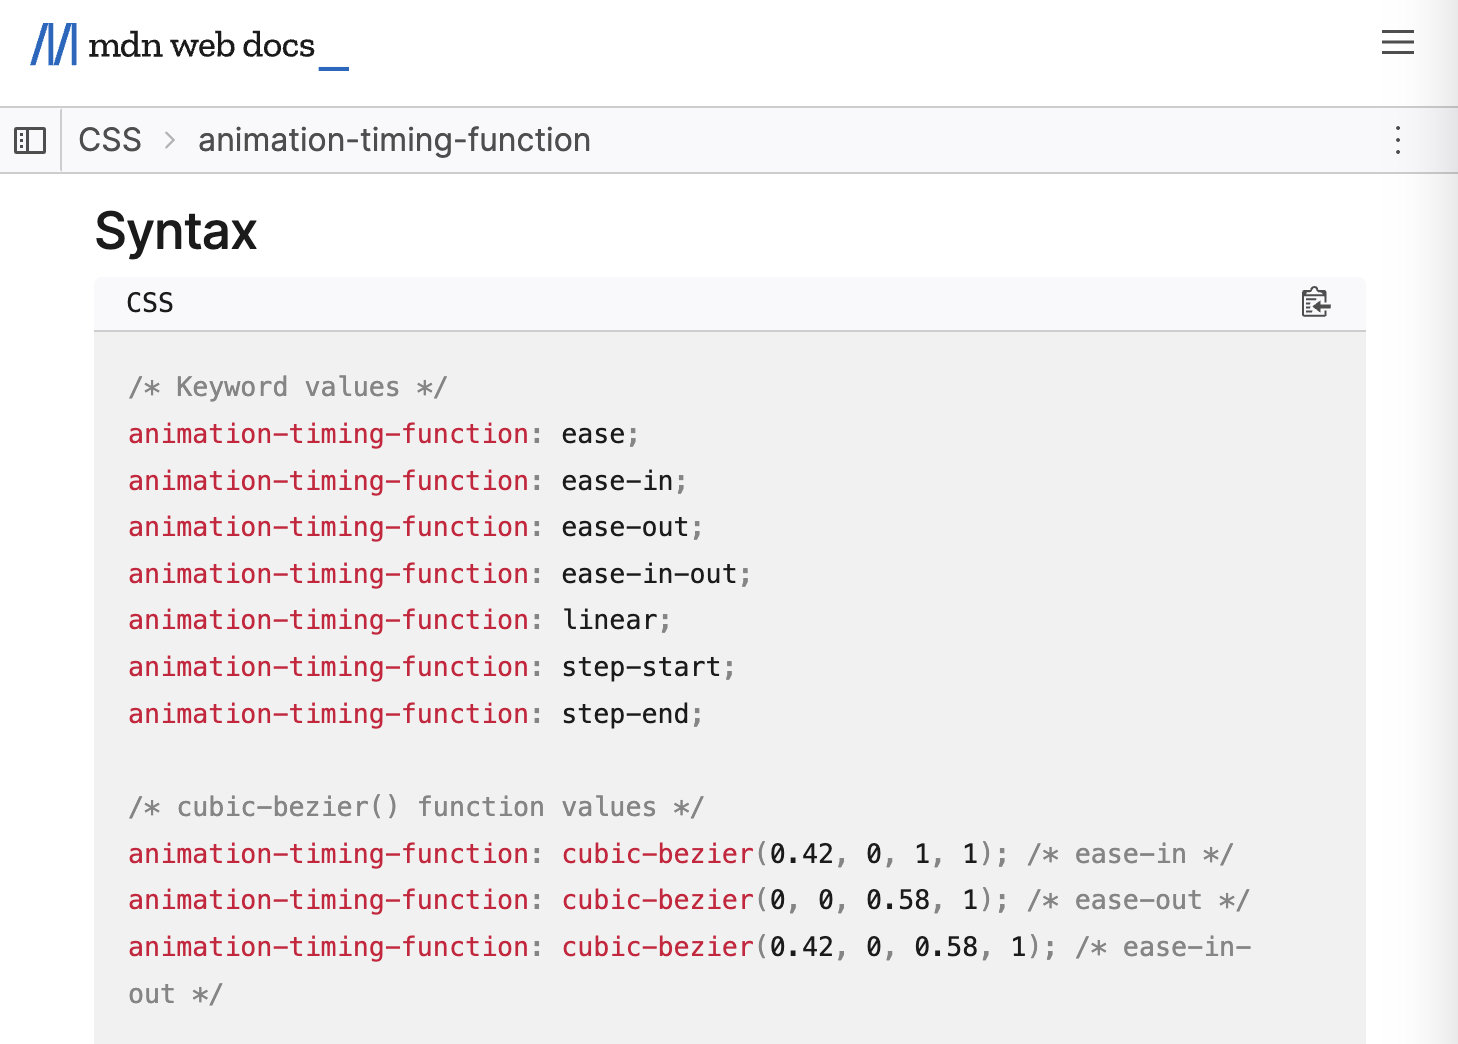 mdn web docs_
CSS > animation-timing-function
Syntax
CSS
/* Keyword values */
animation-timing-function: ease;
animation-timing-function: ease-in;
animation-timing-function: ease-out;
animation-timing-function: ease-in-out;
animation-timing-function: linear;
animation-timing-function: step-start;
animation-timing-function: step-end;
/* cubic-bezier() function values */
animation-timing-function: cubic-bezier(0.42, 0, 1, 1); /* ease-in */
animation-timing-function: cubic-bezier(0, 0, 0.58, 1); /* ease-out */
animation-timing-function: cubic-bezier(0.42, 0, 0.58, 1); /* ease-in-
out */